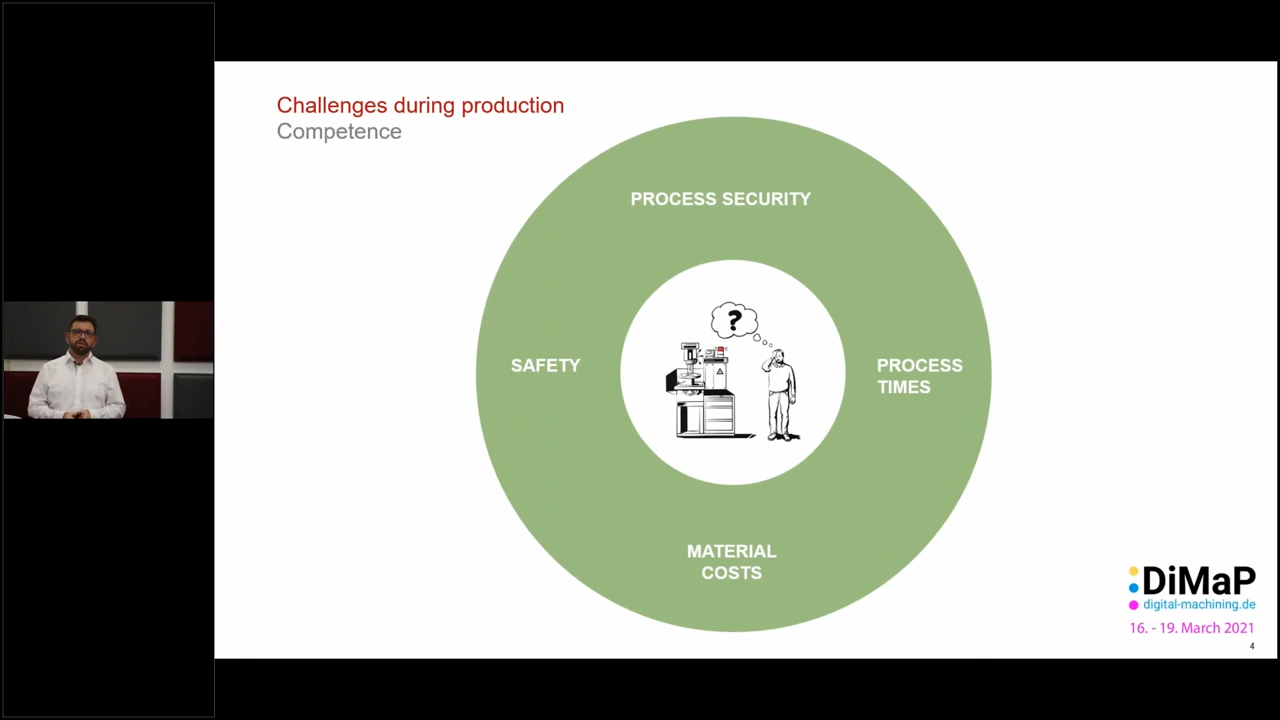 Challenges during production
Competence
PROCESS SECURITY
?
SAFETY
PROCESS
TIMES
MATERIAL
COSTS
DiMaP
digital-machining.de
16. - 19. March 2021
4